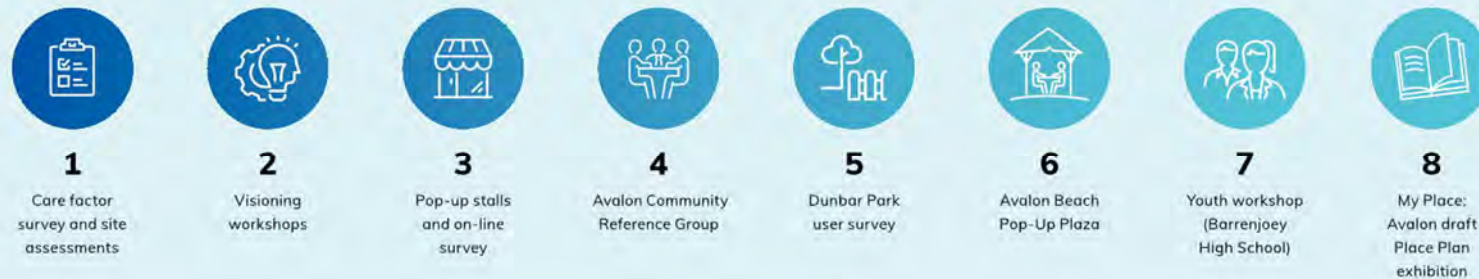 1
Care factor
survey and site
assessments
2
Visioning
workshops
3
Pop-up stalls
and on-line
survey
4
Avalon Community
Reference Group
5
Dunbar Park
user survey
6
Avalon Beach
Pop-Up Plaza
7
Youth workshop
(Barrenjoey
High School)
8
My Place:
Avalon draft
Place Plan
exhibition